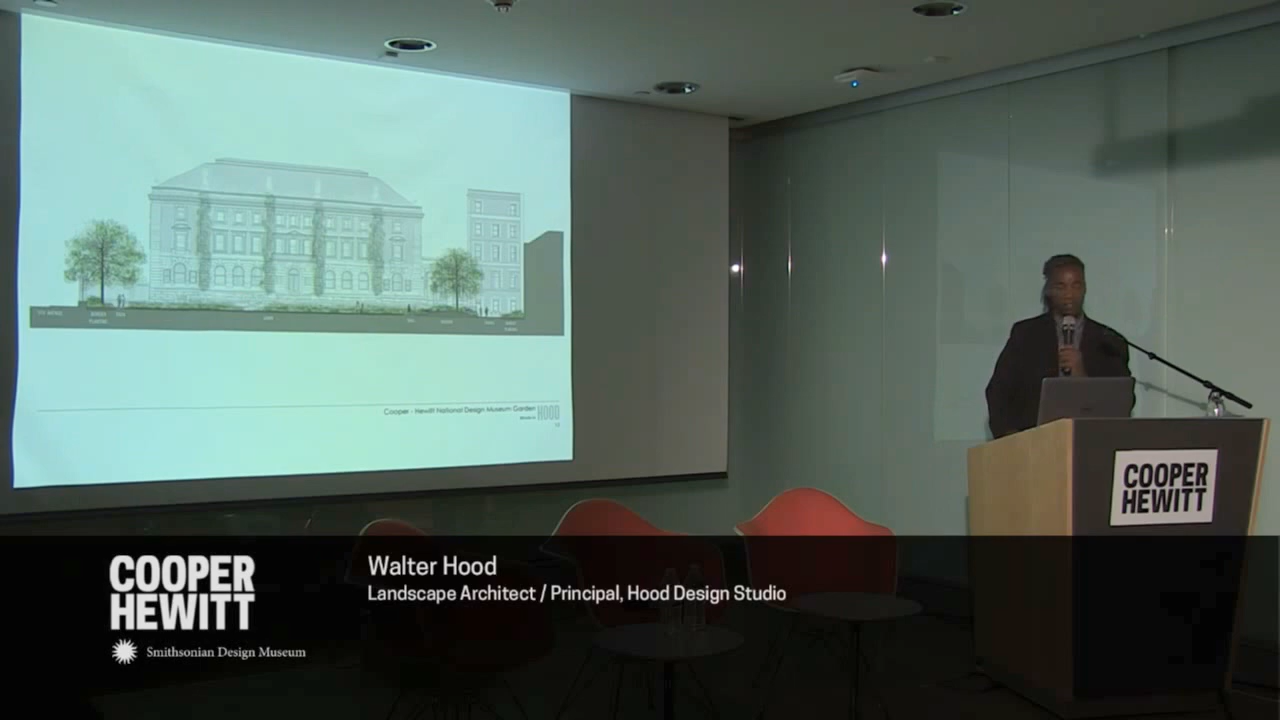 Cooper - Hewitt National Design Museum Garden
HOOD
COOPER
HEWITT
COOPER
HEWITT
Smithsonian Design Museum
Walter Hood
Landscape Architect / Principal, Hood Design Studio